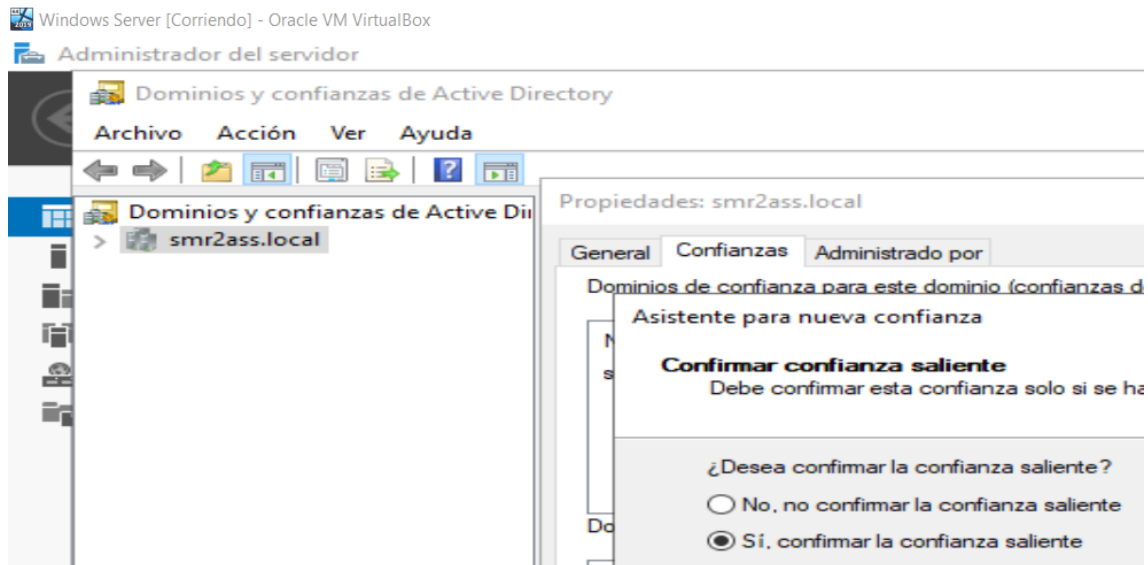 Windows Server [Corriendo] - Oracle VM VirtualBox
Administrador del servidor
Dominios y confianzas de Active Directory
Archivo Acción Ver Ayuda
Dominios y confianzas de Active
smr2ass.local
Propiedades: smr2ass.local
General Confianzas Administrado por
Dominios de confianza para este dominio (confianzas
Asistente para nueva confianza
Confirmar confianza saliente
Debe confirmar esta confianza solo si se
¿Desea confirmar la confianza saliente?
No, no confirmar la confianza saliente
Sí, confirmar la confianza saliente